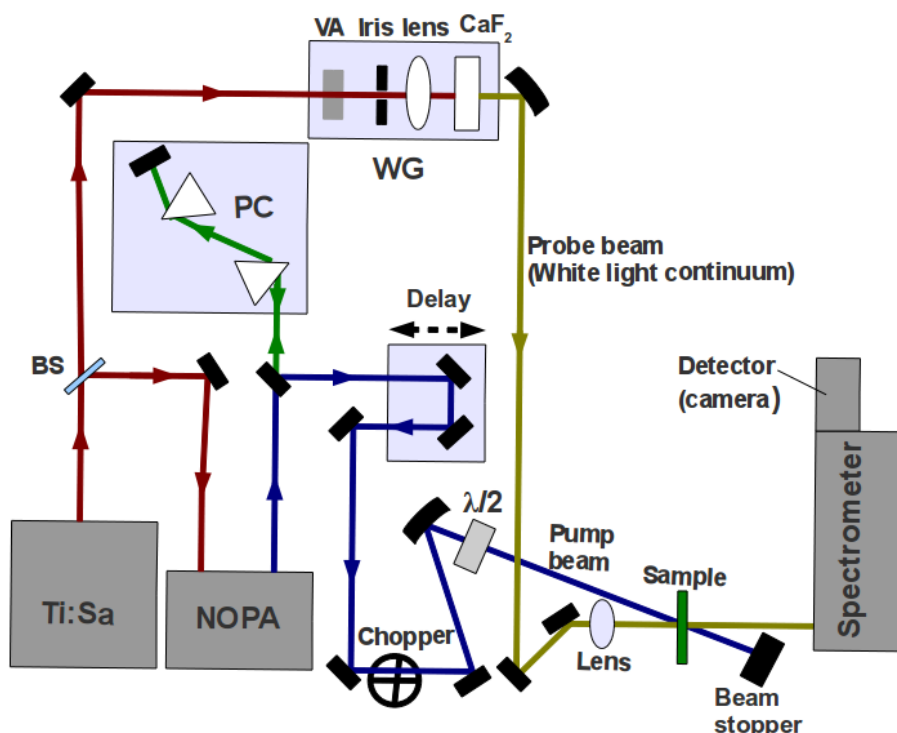 VA Iris lens CaF₂
WG
PC
Probe beam
(White light continuum)
Delay
BS
Detector
(camera)
λ/2
Pump
beam
Sample
Spectrometer
Ti:Sa
NOPA
Chopper
Lens
Beam
stopper